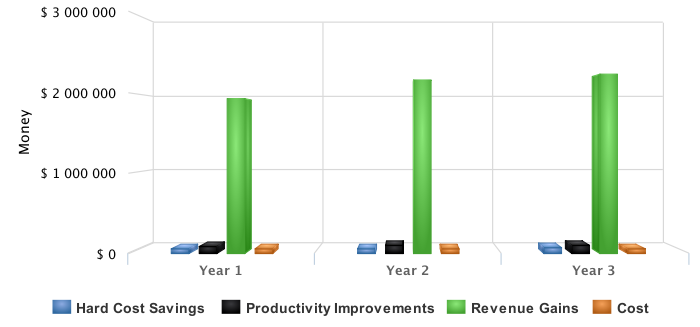 $ 3 000 000
$ 2 000 000
$ 1 000 000
$ 0
Money
Year 1 Year 2 Year 3
Hard Cost Savings Productivity Improvements Revenue Gains Cost